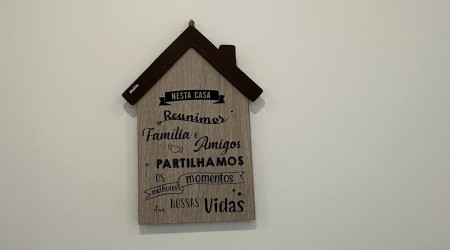 NESTA CASA
Reunimos
Família e
Amigos
PARTILHAMOS
OS momentos
melhores
das NOSSAS Vidas